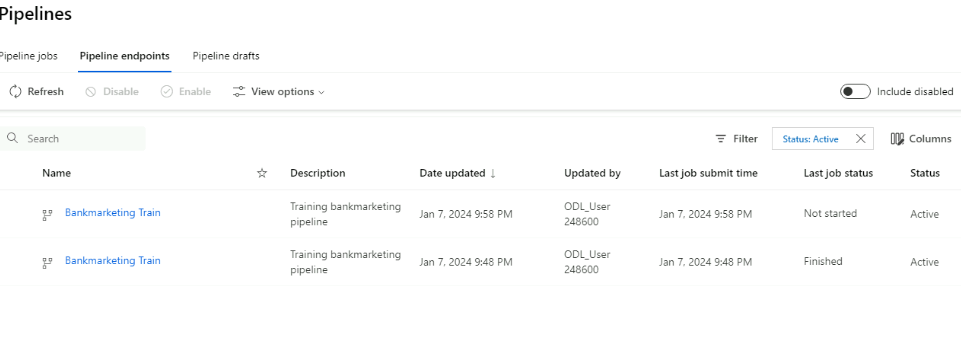 Pipelines
Pipeline jobs Pipeline endpoints Pipeline drafts
Refresh Disable Enable View options Include disabled
Search Filter Status: Active Columns
Name Description Date updated ↓ Updated by Last job submit time Last job status Status
Bankmarketing Train Training bankmarketing pipeline Jan 7, 2024 9:58 PM ODL_User 248600 Jan 7, 2024 9:58 PM Not started Active
Bankmarketing Train Training bankmarketing pipeline Jan 7, 2024 9:48 PM ODL_User 248600 Jan 7, 2024 9:48 PM Finished Active